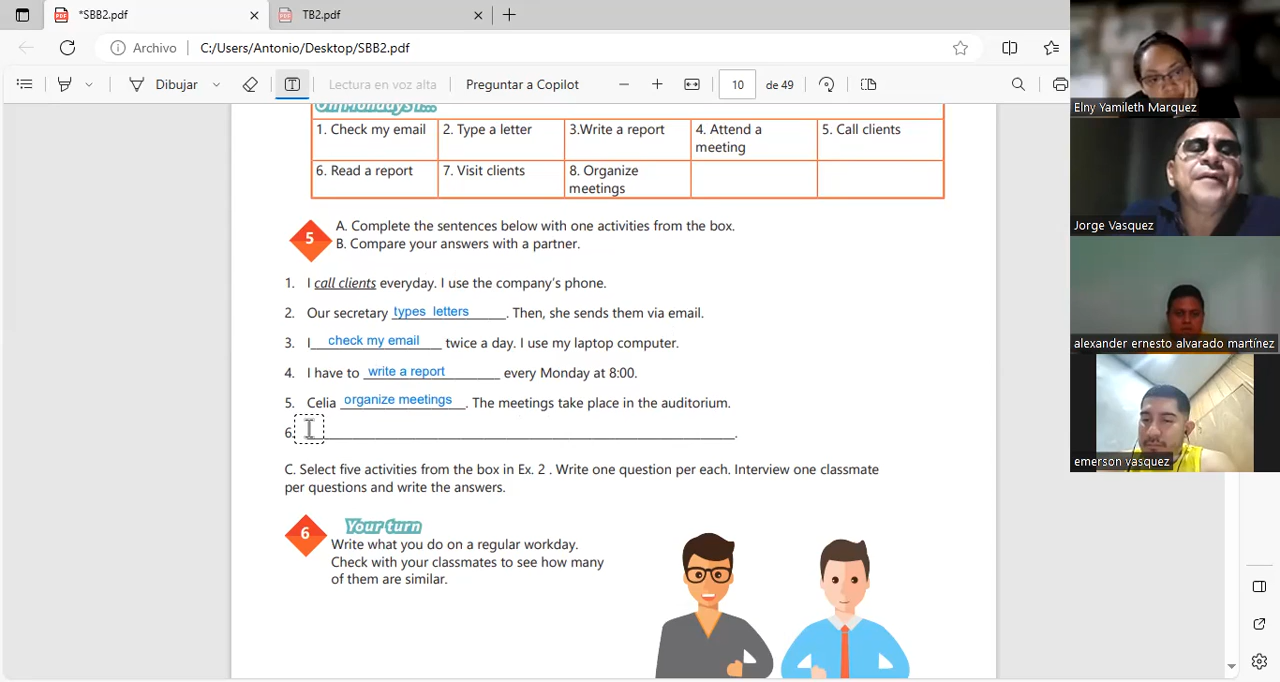 *SBB2.pdf
TB2.pdf
Archivo
C:/Users/Antonio/Desktop/SBB2.pdf
Dibujar
Lectura en voz alta
Preguntar a Copilot
10
de 49
On Mondays I...
1. Check my email
2. Type a letter
3.Write a report
4. Attend a
meeting
5. Call clients
6. Read a report
7. Visit clients
8. Organize
meetings
5
A. Complete the sentences below with one activities from the box.
B. Compare your answers with a partner.
1. I call clients everyday. I use the company's phone.
2. Our secretary types letters. Then, she sends them via email.
3. I check my email twice a day. I use my laptop computer.
4. I have to write a report every Monday at 8:00.
5. Celia organize meetings. The meetings take place in the auditorium.
6. ______________________.
C. Select five activities from the box in Ex. 2 . Write one question per each. Interview one classmate
per questions and write the answers.
6
Your turn
Write what you do on a regular workday.
Check with your classmates to see how many
of them are similar.
Elny Yamileth Marquez
Jorge Vasquez
alexander ernesto alvarado martínez
emerson vasquez